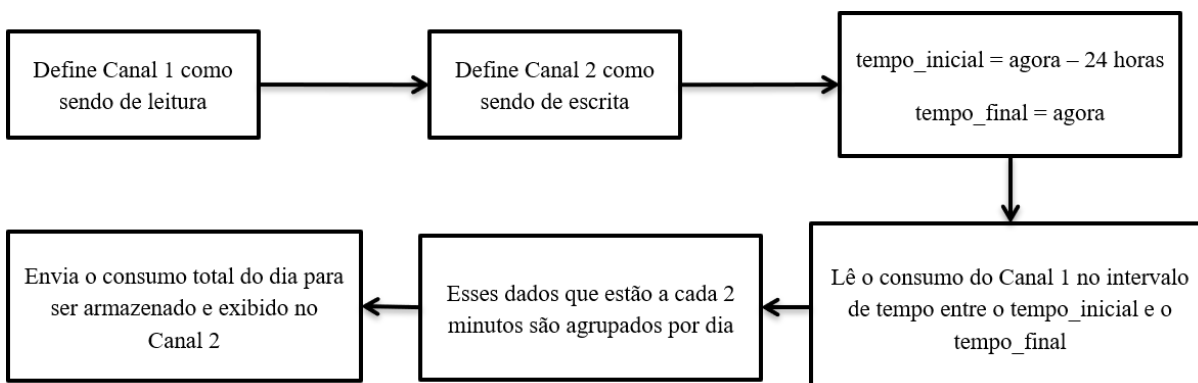 Define Canal 1 como
sendo de leitura
Define Canal 2 como
sendo de escrita
tempo_inicial = agora – 24 horas
tempo_final = agora
Lê o consumo do Canal 1 no intervalo
de tempo entre o tempo_inicial e o
tempo_final
Esses dados que estão a cada 2
minutos são agrupados por dia
Envia o consumo total do dia para
ser armazenado e exibido no
Canal 2